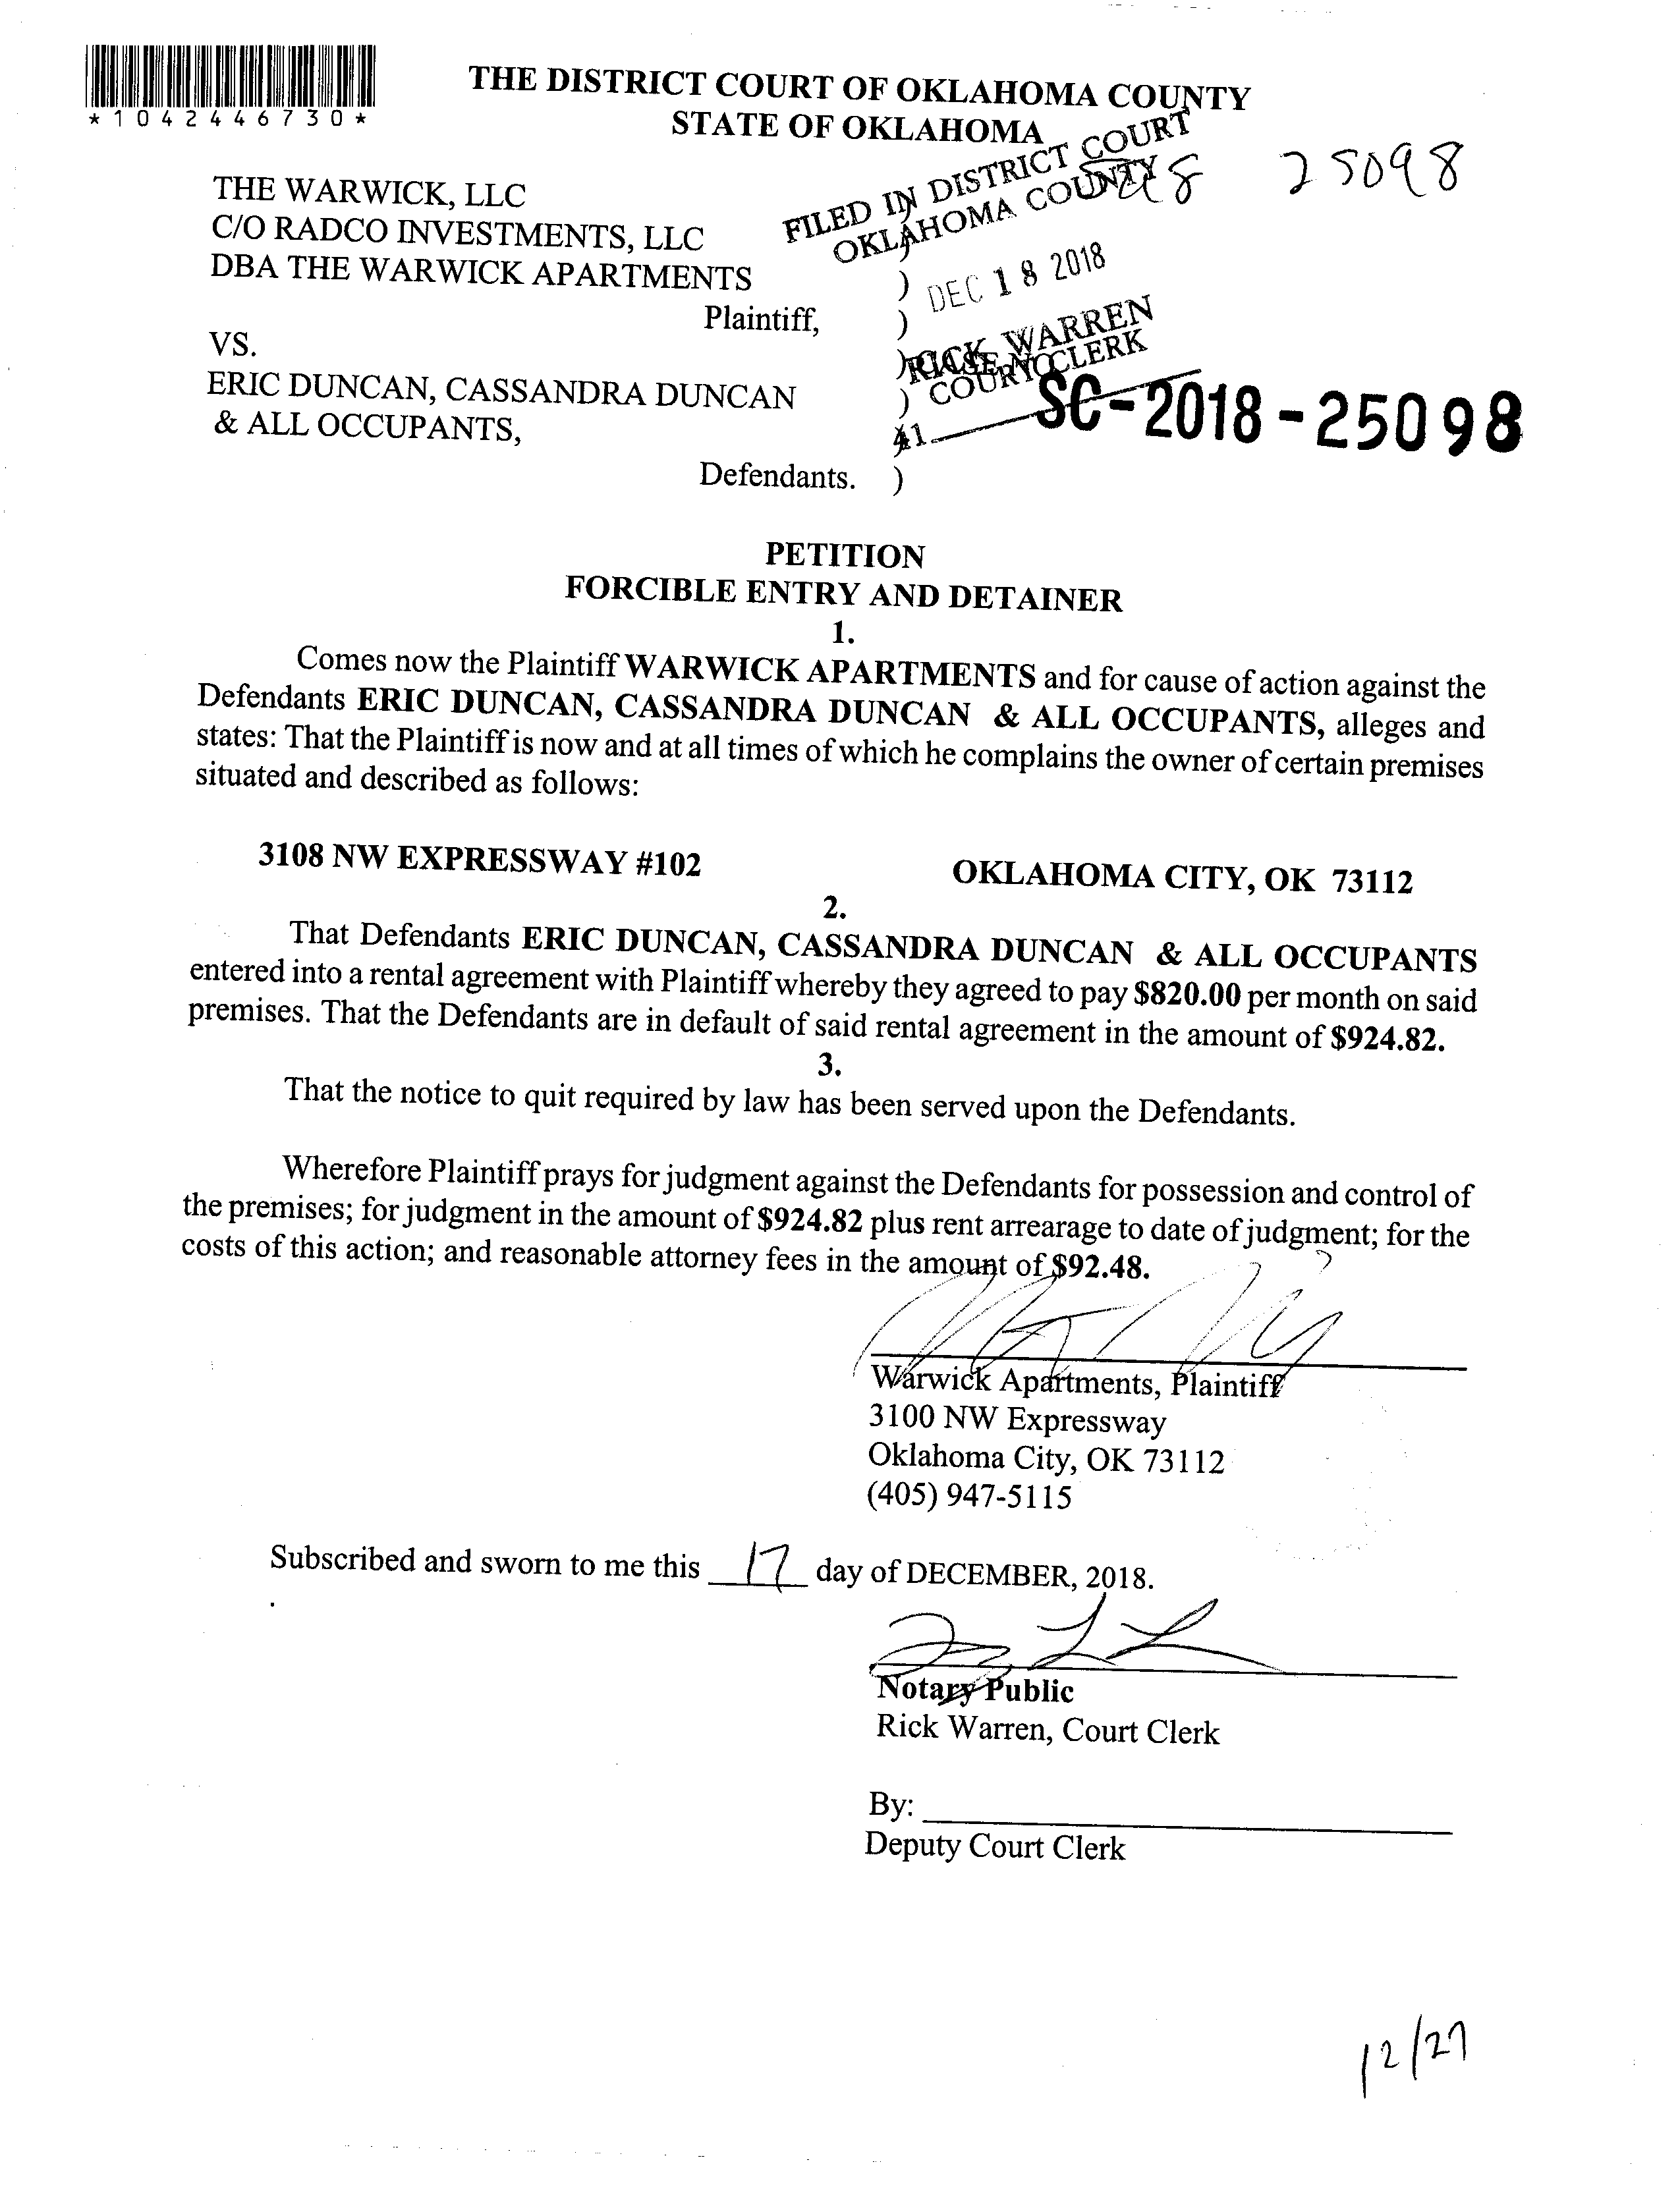 *1042446730*
THE DISTRICT COURT OF OKLAHOMA COUNTY
STATE OF OKLAHOMA
FILED IN DISTRICT COURT
OKLAHOMA COUNTY
25098
THE WARWICK, LLC
C/O RADCO INVESTMENTS, LLC
DBA THE WARWICK APARTMENTS
)
DEC 18 2018
Plaintiff,
)
VS.
RICK WARREN
COURT CLERK
)
CASE NO.
ERIC DUNCAN, CASSANDRA DUNCAN
)
SC-2018-25098
& ALL OCCUPANTS,
41.
Defendants.
)
PETITION
FORCIBLE ENTRY AND DETAINER
1.
Comes now the Plaintiff WARWICK APARTMENTS and for cause of action against the
Defendants ERIC DUNCAN, CASSANDRA DUNCAN & ALL OCCUPANTS, alleges and
states: That the Plaintiff is now and at all times of which he complains the owner of certain premises
situated and described as follows:
3108 NW EXPRESSWAY #102
OKLAHOMA CITY, OK 73112
2.
That Defendants ERIC DUNCAN, CASSANDRA DUNCAN & ALL OCCUPANTS
entered into a rental agreement with Plaintiff whereby they agreed to pay $820.00 per month on said
premises. That the Defendants are in default of said rental agreement in the amount of $924.82.
3.
That the notice to quit required by law has been served upon the Defendants.
Wherefore Plaintiff prays for judgment against the Defendants for possession and control of
the premises; for judgment in the amount of $924.82 plus rent arrearage to date of judgment; for the
costs of this action; and reasonable attorney fees in the amount of $92.48.
Warwick Apartments, Plaintiff
3100 NW Expressway
Oklahoma City, OK 73112
(405) 947-5115
Subscribed and sworn to me this 17 day of DECEMBER, 2018.
Notary Public
Rick Warren, Court Clerk
By:
Deputy Court Clerk
12/27